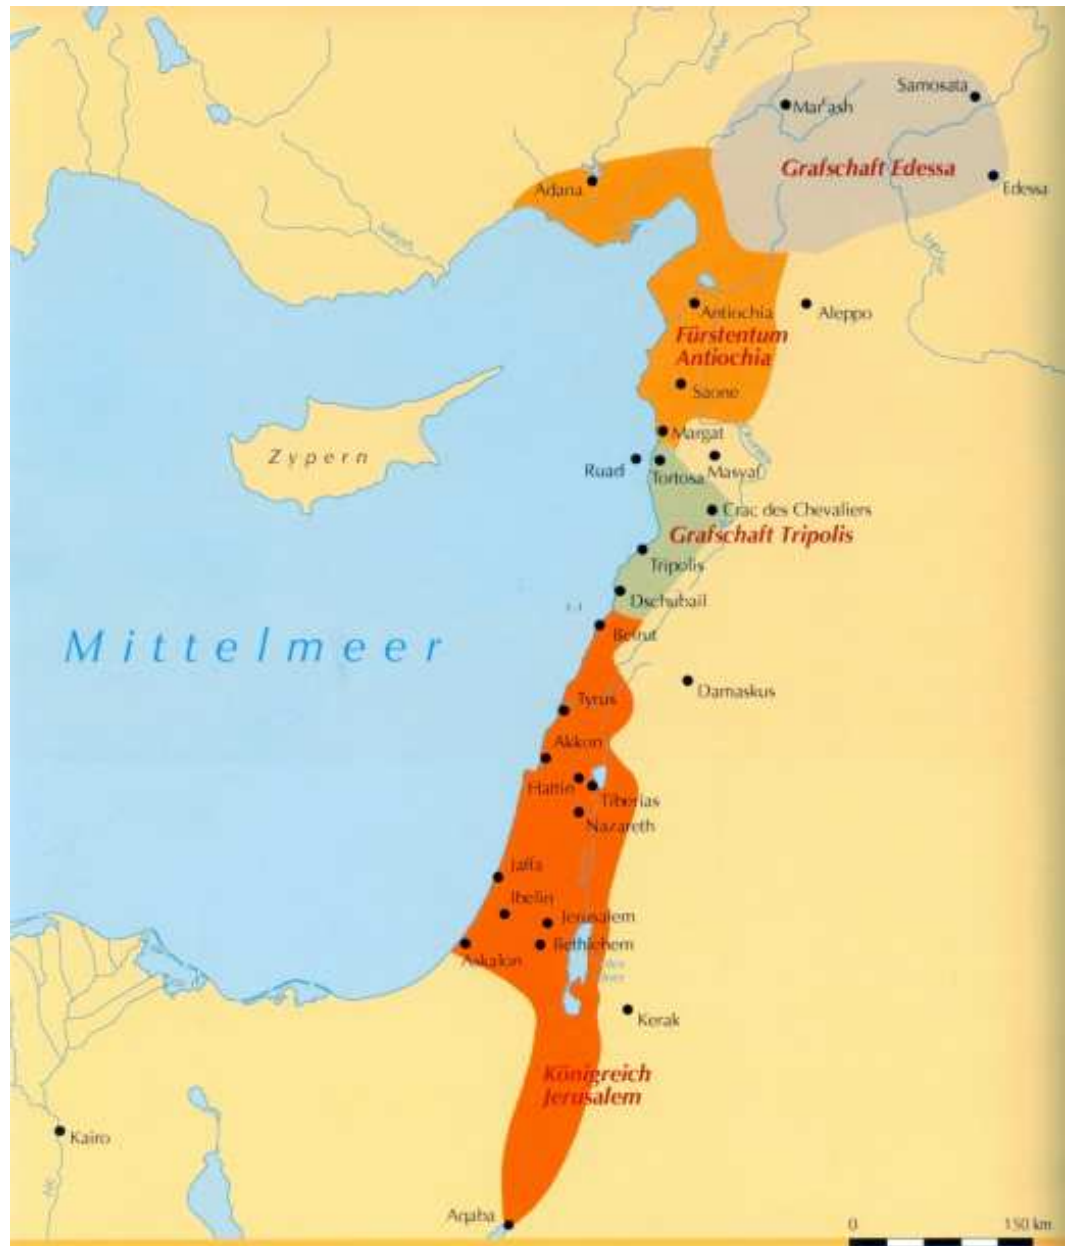 Samosata
Mar'ash
Grafschaft Edessa
Adana
Edessa
Antiochia
Aleppo
Fürstentum
Antiochia
Saone
Margat
Zypern
Ruad
Tortosa
Masyaf
Crac des Chevaliers
Grafschaft Tripolis
Tripolis
Dschubail
Beirut
Mittelmeer
Damaskus
Tyrus
Akkon
Hattin
Tiberias
Nazareth
Jaffa
Ibelin
Jerusalem
Bethlehem
Askalon
Kerak
Königreich
Jerusalem
Kairo
Nil
Aqaba
0 150 km